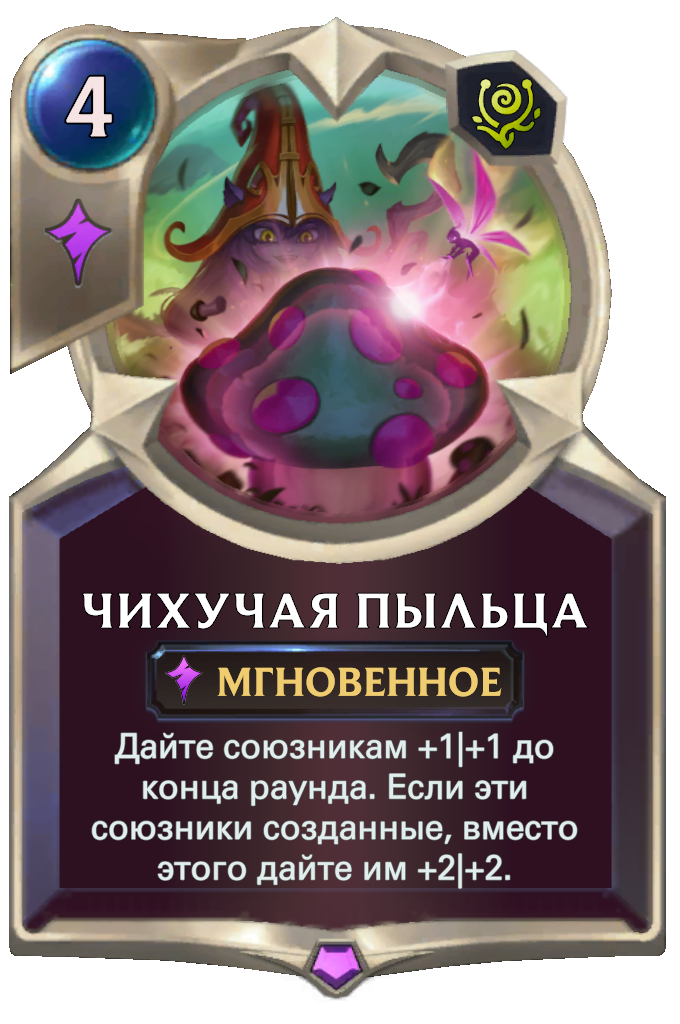 4
ЧИХУЧАЯ ПЫЛЬЦА
МГНОВЕННОЕ
Дайте союзникам +1|+1 до
конца раунда. Если эти
союзники созданные, вместо
этого дайте им +2|+2.